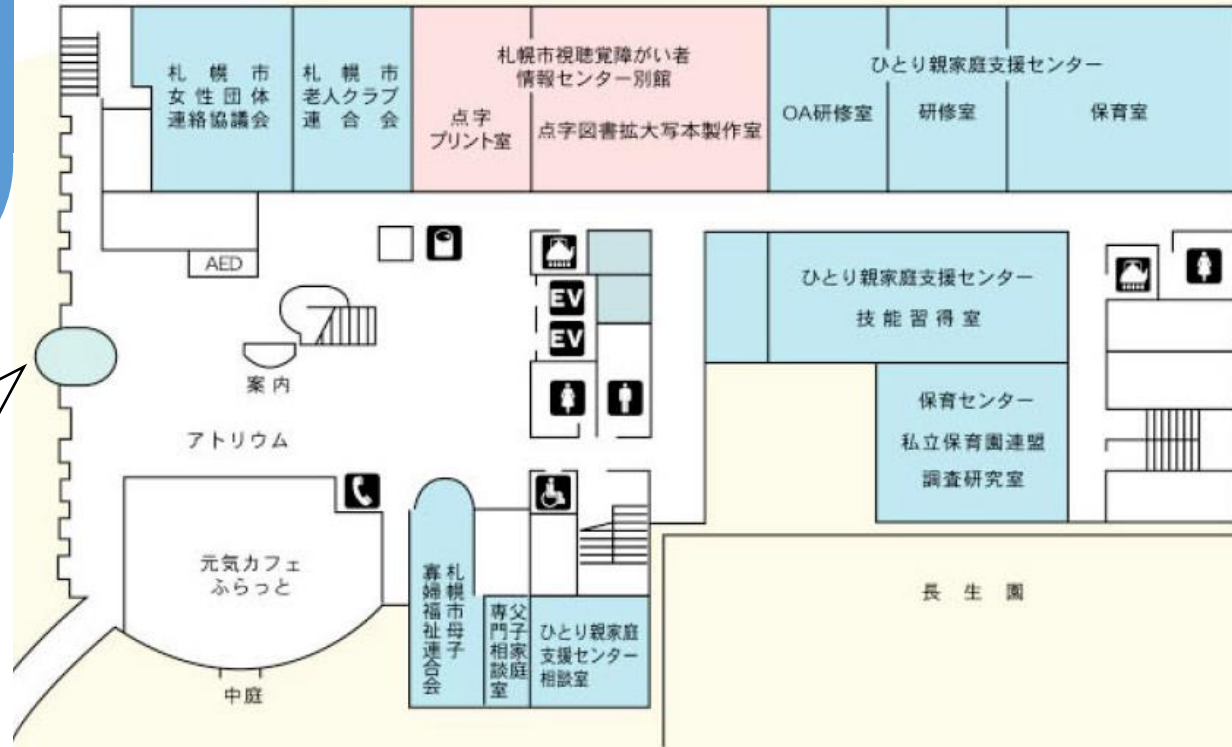 札幌市
女性団体
連絡協議会
札幌市
老人クラブ
連合会
札幌市視聴覚障がい者
情報センター別館
点字
プリント室
点字図書拡大写本製作室
ひとり親家庭支援センター
OA研修室
研修室
保育室
AED
EV
EV
案内
アトリウム
ひとり親家庭支援センター
技能習得室
保育センター
私立保育園連盟
調査研究室
元気カフェ
ふらっと
中庭
札幌市母子
寡婦福祉連合会
父子家庭
専門相談室
ひとり親家庭
支援センター
相談室
長生園